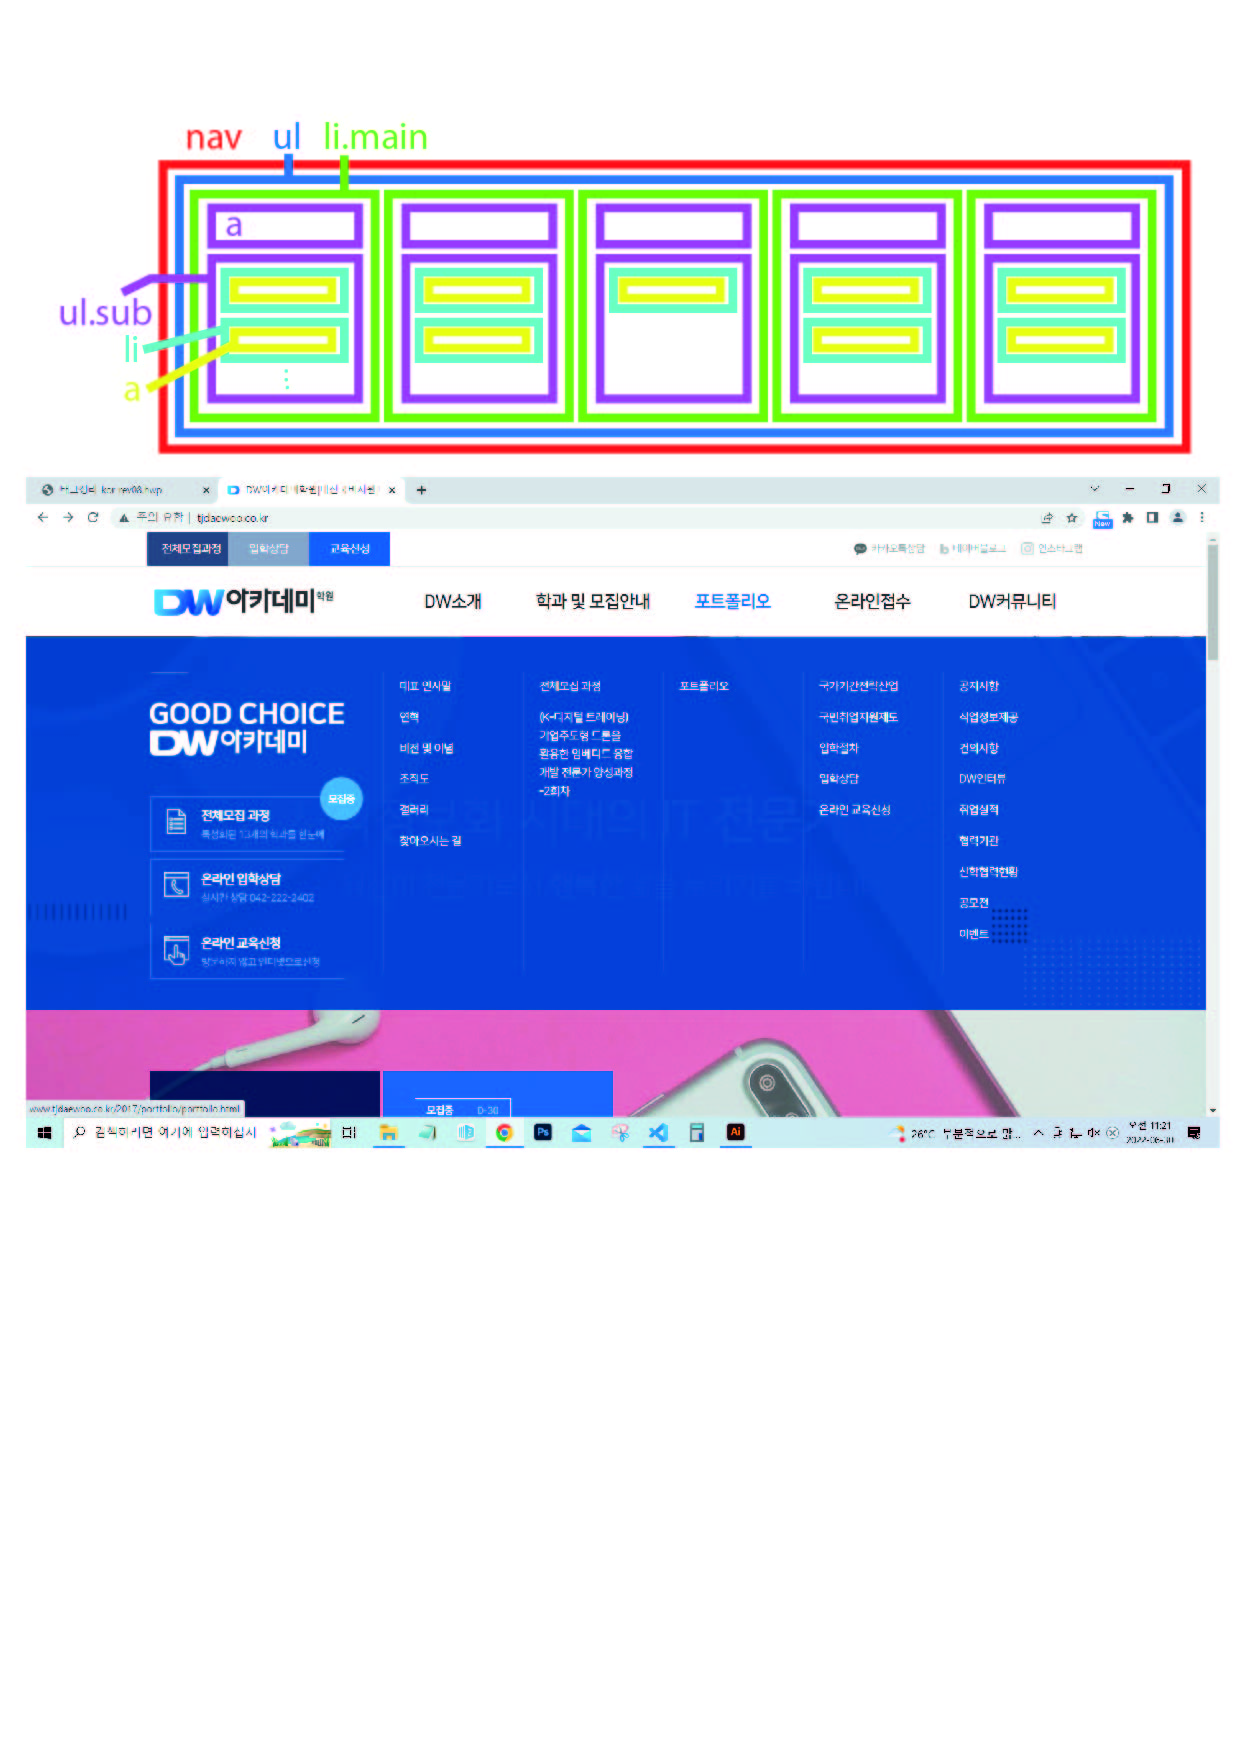 nav ul li.main
a
ul.sub
li
a
tjdaewoo.co.kr
New
전체모집과정 입학상담 교육신청
카카오톡상담 네이버블로그 인스타그램
DW아카데미학원 DW소개 학과 및 모집안내 포트폴리오 온라인접수 DW커뮤니티
GOOD CHOICE
DW아카데미
모집중
전체모집 과정
온라인 입학상담
실시간 상담 042-222-2402
온라인 교육신청
대표 인사말
연혁
비전 및 이념
조직도
갤러리
찾아오시는 길
전체모집 과정
(K-디지털 트레이닝)
기업주도형 드론을
활용한 임베디드 융합
개발 전문가 양성과정
-2회차
포트폴리오
국가기간전략산업
국민취업지원제도
입학절차
입학상담
온라인 교육신청
공지사항
취업정보제공
건의사항
DW인터뷰
취업실적
협력기관
산학협력현황
공모전
이벤트
모집중 D-30
www.tjdaewoo.co.kr/2017/portfolio/portfolio.html
검색하려면 여기에 입력하십시
Ps
Ai
26°C 부분적으로 맑...
오전 11:21
2022-06-30